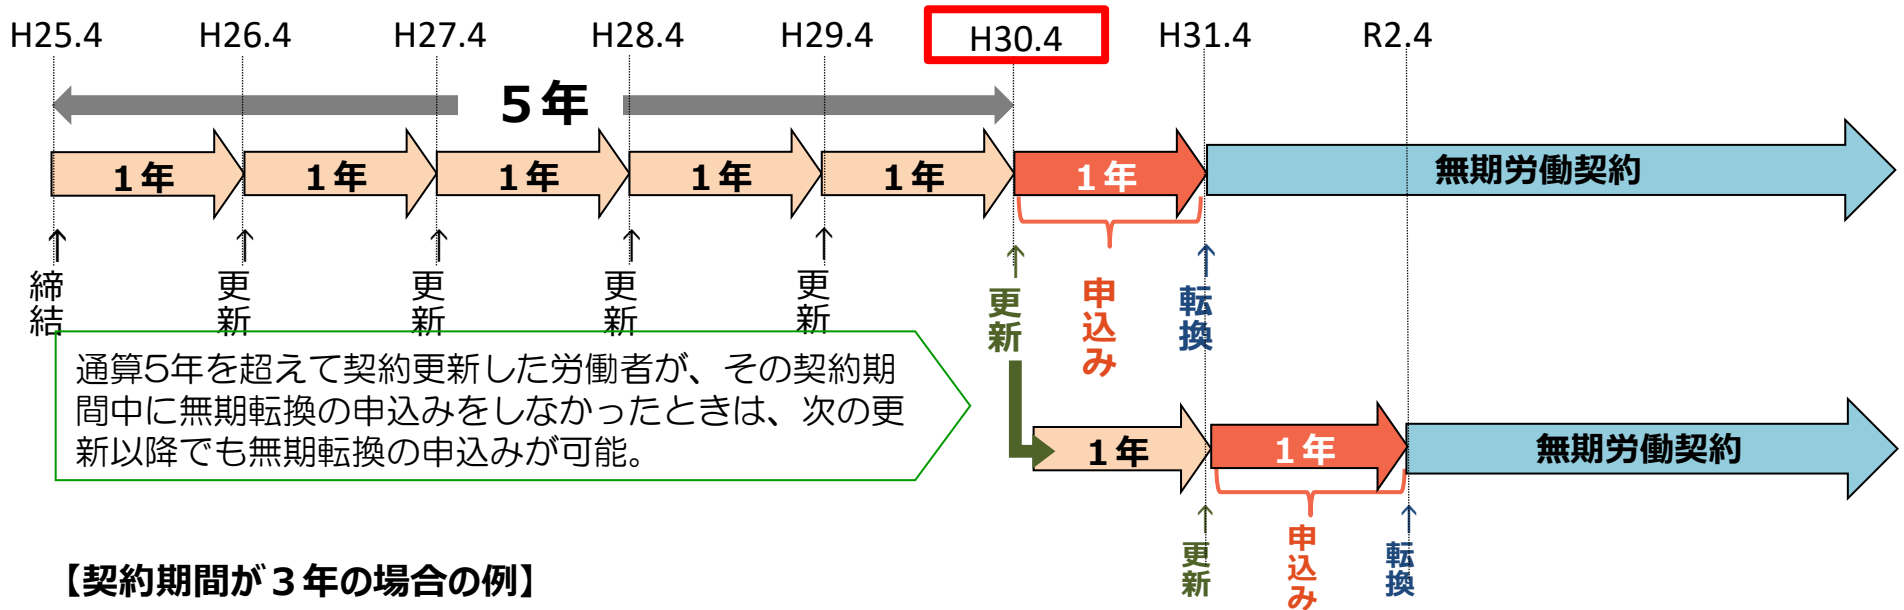 H25.4 H26.4 H27.4 H28.4 H29.4 H30.4 H31.4 R2.4
5年
1年 1年 1年 1年 1年 1年 無期労働契約
↑締結 ↑更新 ↑更新 ↑更新 ↑更新 ↑更新 申込み ↑転換
通算5年を超えて契約更新した労働者が、その契約期
間中に無期転換の申込みをしなかったときは、次の更
新以降でも無期転換の申込みが可能。
1年 1年 無期労働契約
↑更新 申込み ↑転換
【契約期間が3年の場合の例】